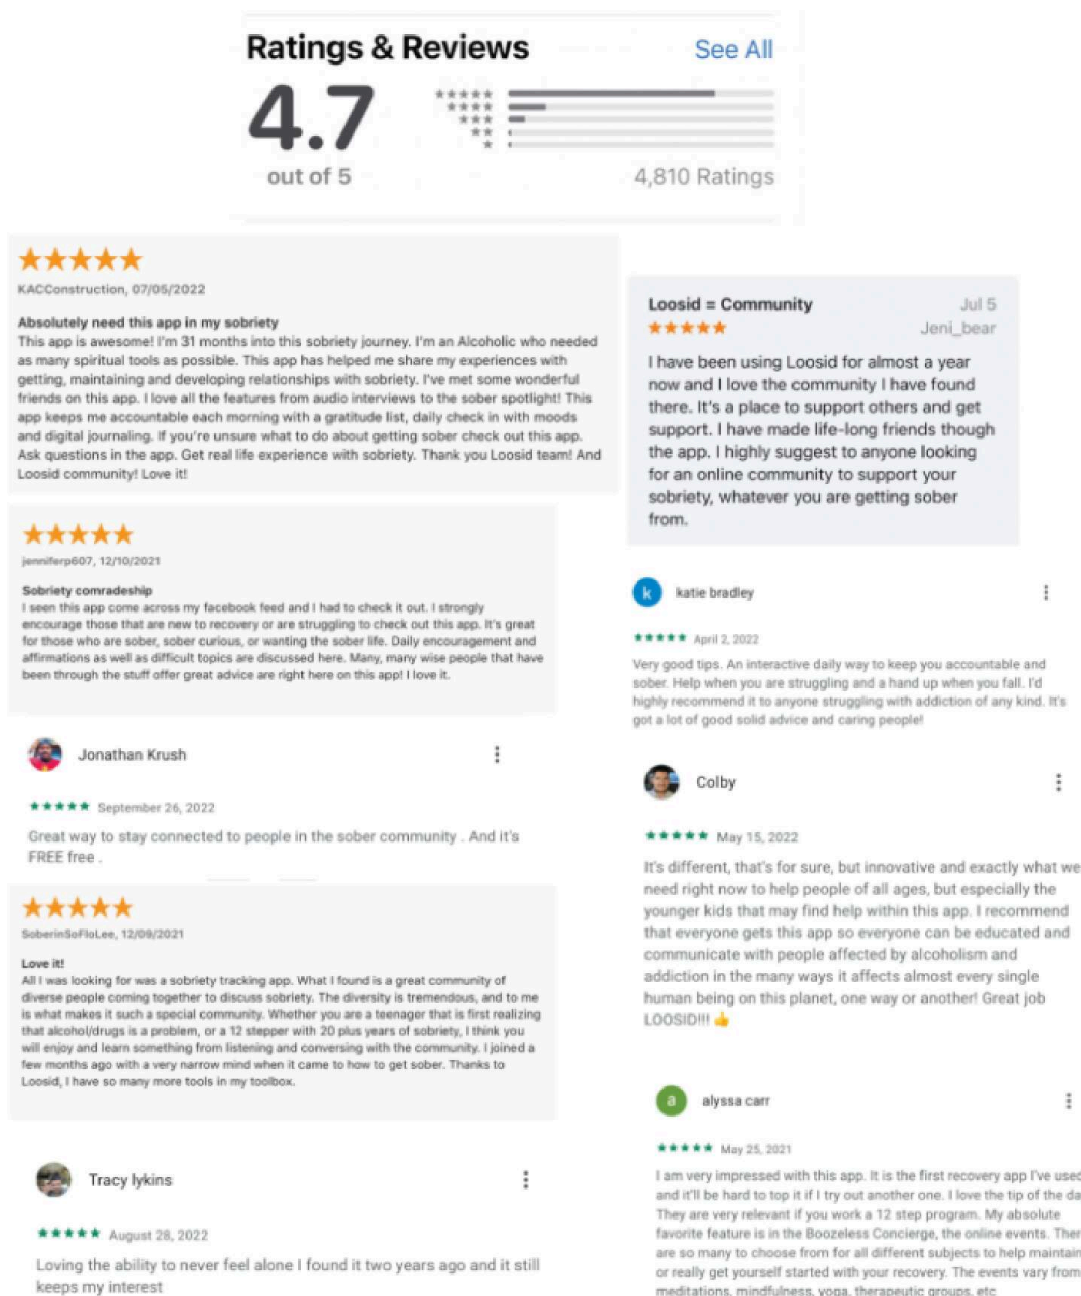 Ratings & Reviews
See All
4.7
out of 5
4,810 Ratings
KACConstruction, 07/05/2022
Absolutely need this app in my sobriety
This app is awesome! I'm 31 months into this sobriety journey. I'm an Alcoholic who needed
as many spiritual tools as possible. This app has helped me share my experiences with
getting, maintaining and developing relationships with sobriety. I've met some wonderful
friends on this app. I love all the features from audio interviews to the sober spotlight! This
app keeps me accountable each morning with a gratitude list, daily check in with moods
and digital journaling. If you're unsure what to do about getting sober check out this app.
Ask questions in the app. Get real life experience with sobriety. Thank you Loosid team! And
Loosid community! Love it!
jenniferp607, 12/10/2021
Sobriety comradeship
I seen this app come across my facebook feed and I had to check it out. I strongly
encourage those that are new to recovery or are struggling to check out this app. It's great
for those who are sober, sober curious, or wanting the sober life. Daily encouragement and
affirmations as well as difficult topics are discussed here. Many, many wise people that have
been through the stuff offer great advice are right here on this app! I love it.
Jonathan Krush
September 26, 2022
Great way to stay connected to people in the sober community . And it's
FREE free .
SoberinSoFloLee, 12/09/2021
Love it!
All I was looking for was a sobriety tracking app. What I found is a great community of
diverse people coming together to discuss sobriety. The diversity is tremendous, and to me
is what makes it such a special community. Whether you are a teenager that is first realizing
that alcohol/drugs is a problem, or a 12 stepper with 20 plus years of sobriety, I think you
will enjoy and learn something from listening and conversing with the community. I joined a
few months ago with a very narrow mind when it came to how to get sober. Thanks to
Loosid, I have so many more tools in my toolbox.
Tracy lykins
August 28, 2022
Loving the ability to never feel alone I found it two years ago and it still
keeps my interest
Loosid = Community
Jul 5
Jeni_bear
I have been using Loosid for almost a year
now and I love the community I have found
there. It's a place to support others and get
support. I have made life-long friends though
the app. I highly suggest to anyone looking
for an online community to support your
sobriety, whatever you are getting sober
from.
k
katie bradley
April 2, 2022
Very good tips. An interactive daily way to keep you accountable and
sober. Help when you are struggling and a hand up when you fall. I'd
highly recommend it to anyone struggling with addiction of any kind. It's
got a lot of good solid advice and caring people!
Colby
May 15, 2022
It's different, that's for sure, but innovative and exactly what we
need right now to help people of all ages, but especially the
younger kids that may find help within this app. I recommend
that everyone gets this app so everyone can be educated and
communicate with people affected by alcoholism and
addiction in the many ways it affects almost every single
human being on this planet, one way or another! Great job
LOOSID!!! 👍
a
alyssa carr
May 25, 2021
I am very impressed with this app. It is the first recovery app I've used
and it'll be hard to top it if I try out another one. I love the tip of the da
They are very relevant if you work a 12 step program. My absolute
favorite feature is in the Boozeless Concierge, the online events. Ther
are so many to choose from for all different subjects to help maintain
or really get yourself started with your recovery. The events vary from
meditations, mindfulness, yoga, therapeutic groups, etc